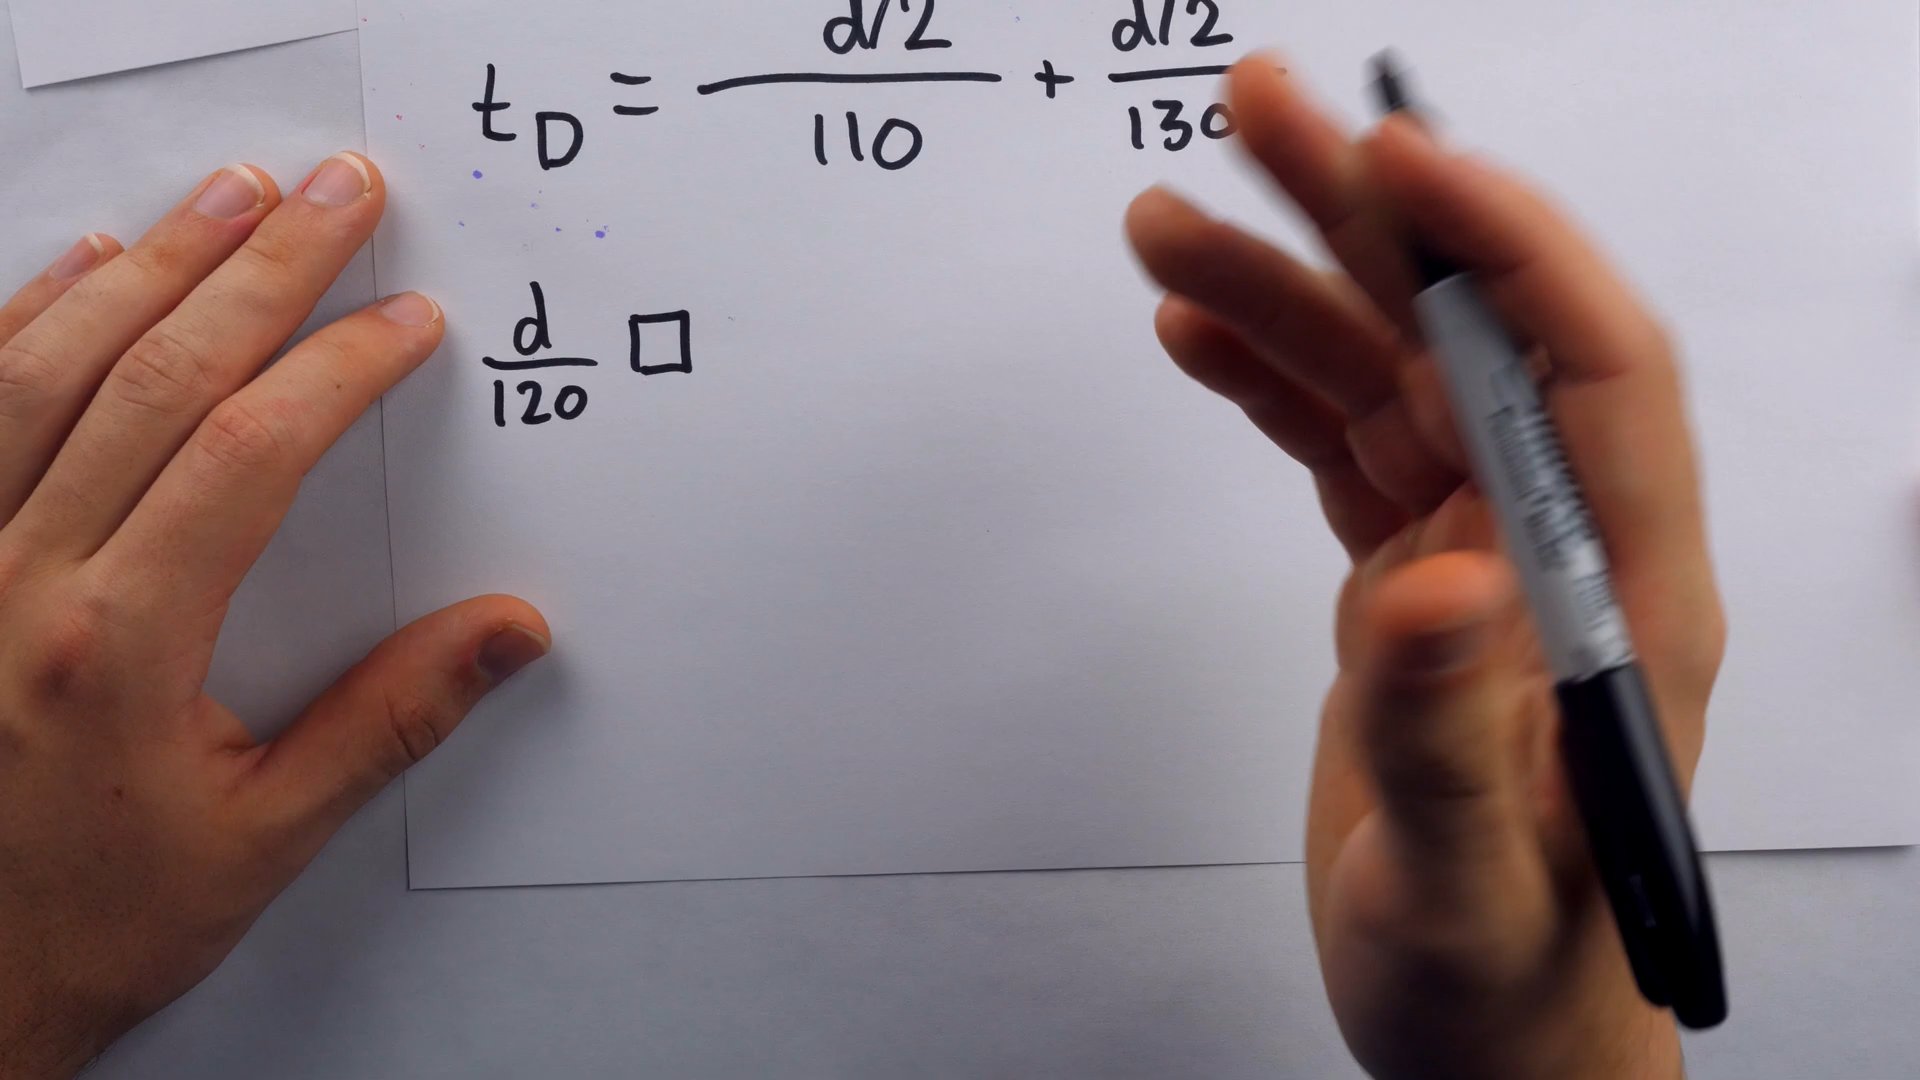 t_D = d/2 / 110 + d/2 / 130
d / 120 □